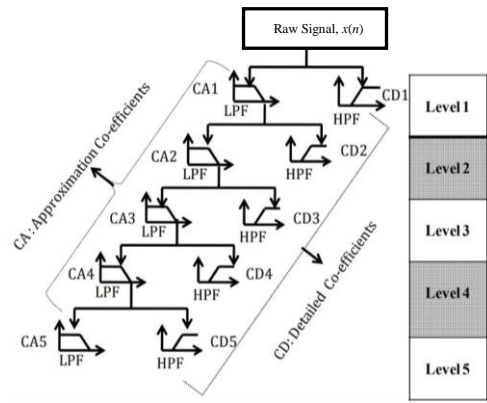 Raw Signal, x(n)
CA1
LPF
HPF
CD1
Level 1
CA2
LPF
HPF
CD2
Level 2
CA3
LPF
HPF
CD3
Level 3
CA4
LPF
HPF
CD4
Level 4
CA5
LPF
HPF
CD5
Level 5
CA: Approximation Co-efficients
CD: Detailed Co-efficients